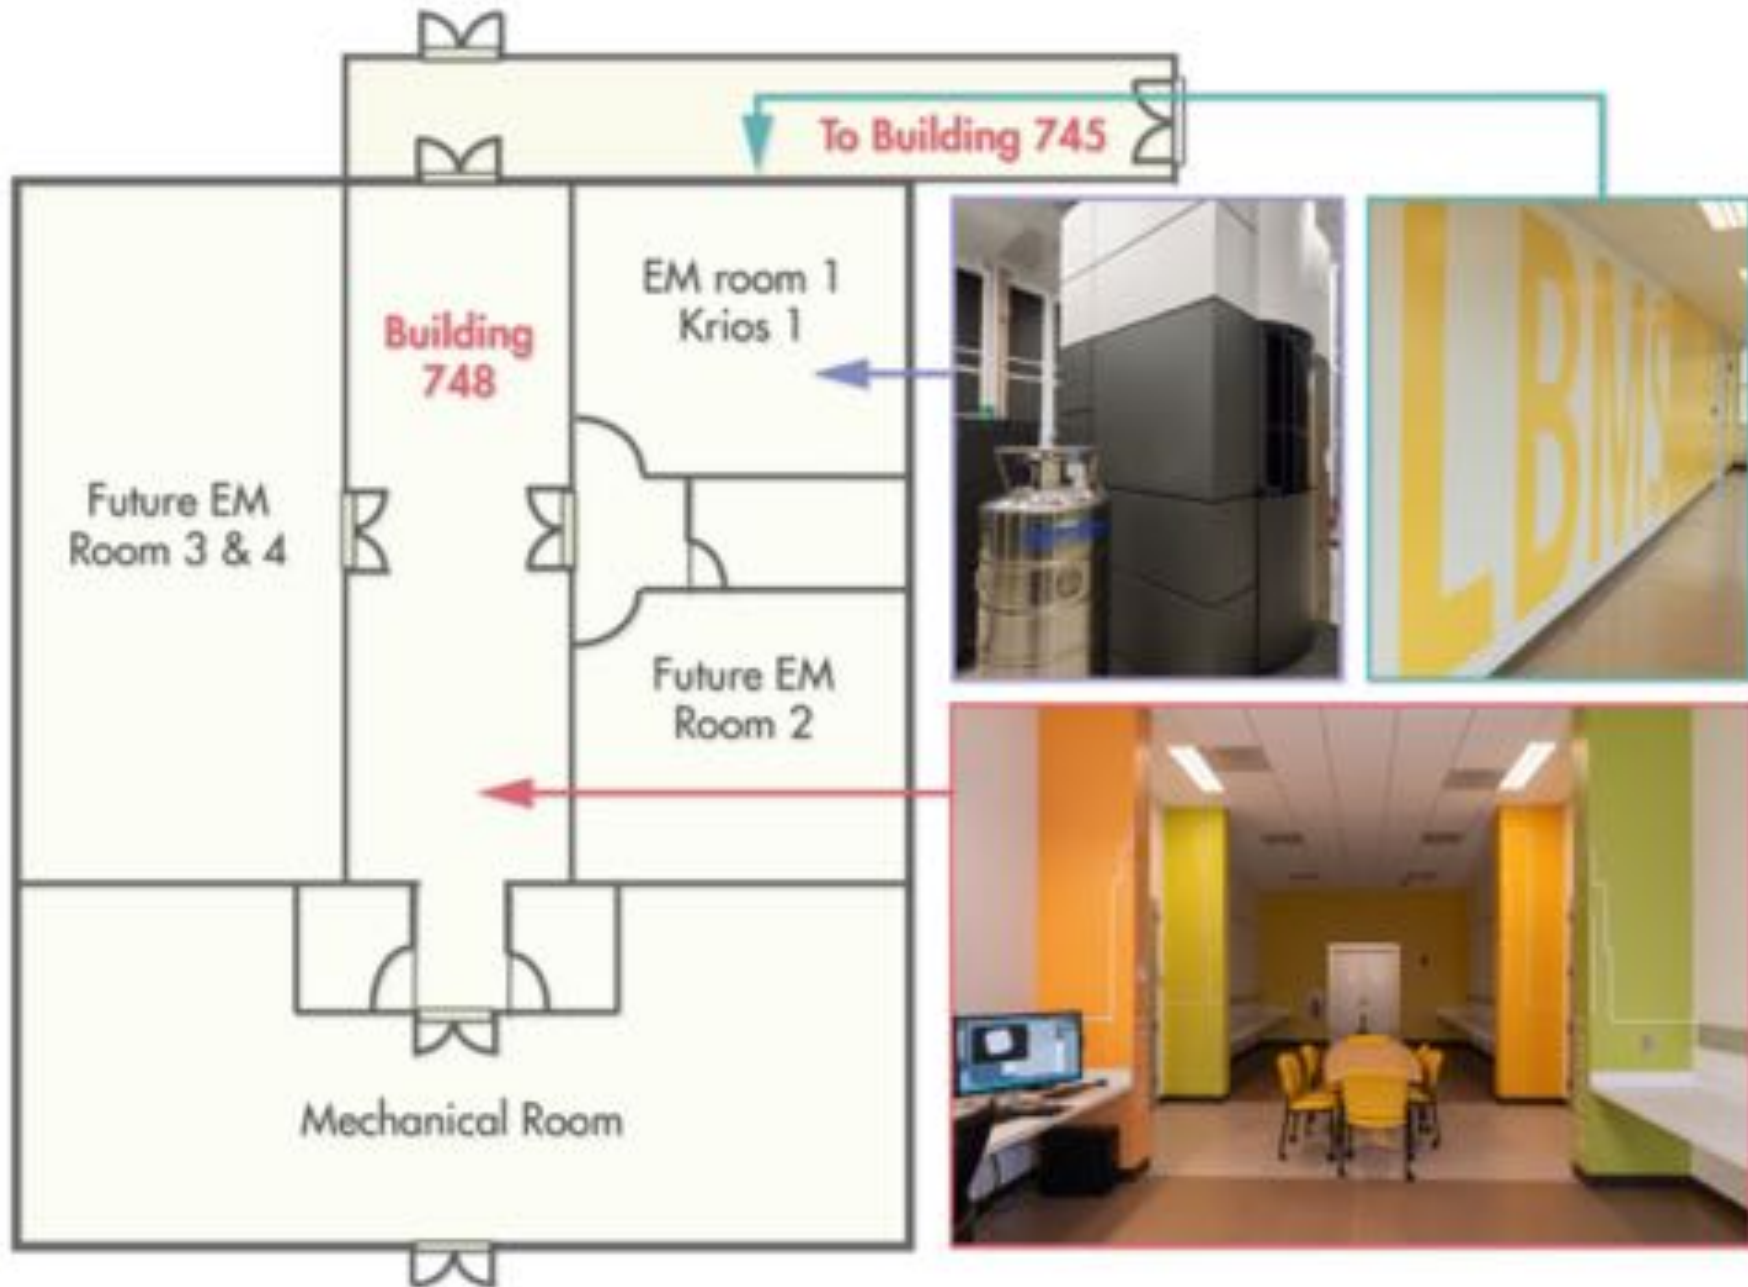 To Building 745
EM room 1
Krios 1
Building
748
Future EM
Room 3 & 4
Future EM
Room 2
Mechanical Room
LBMS